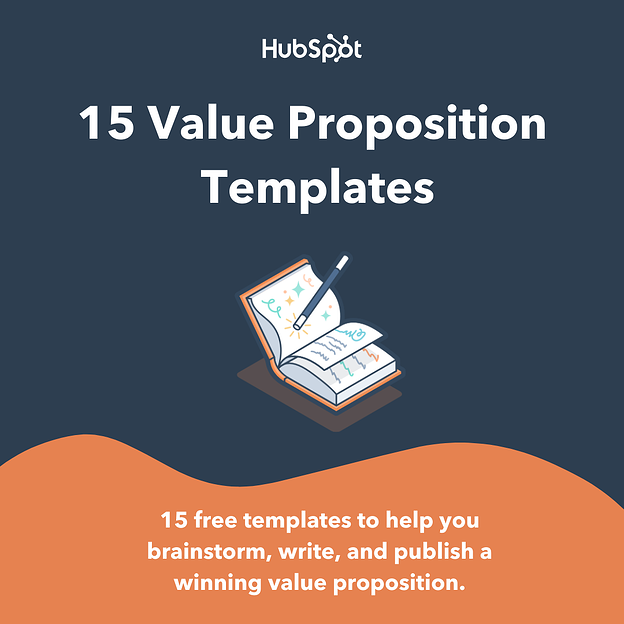 HubSpot
15 Value Proposition
Templates
15 free templates to help you
brainstorm, write, and publish a
winning value proposition.